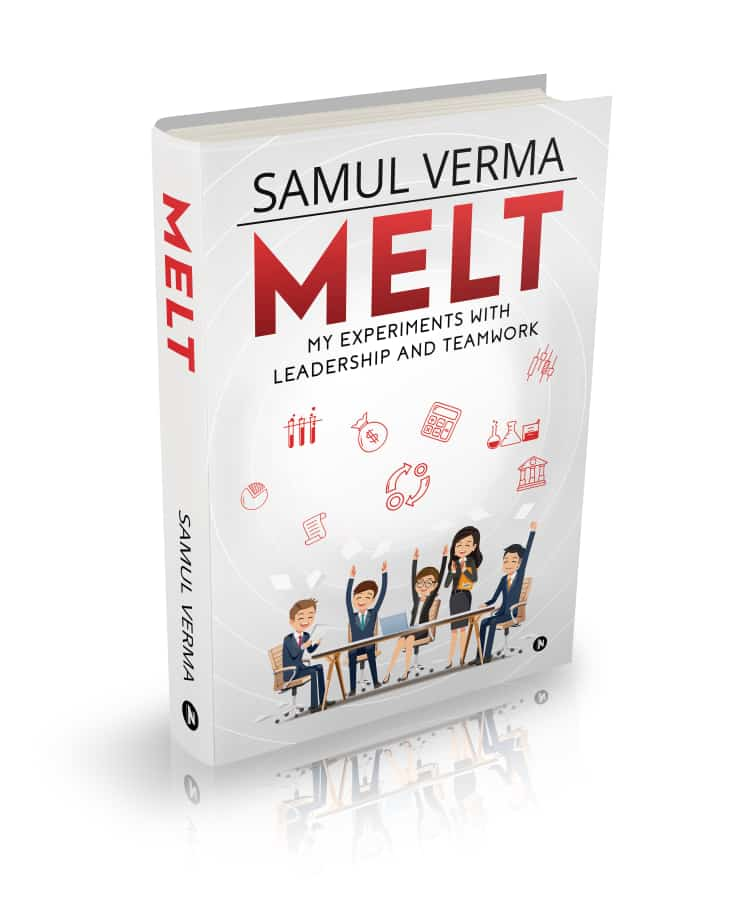 SAMUL VERMA
MELT
MY EXPERIMENTS WITH
LEADERSHIP AND TEAMWORK
MELT
SAMUL VERMA
N
N